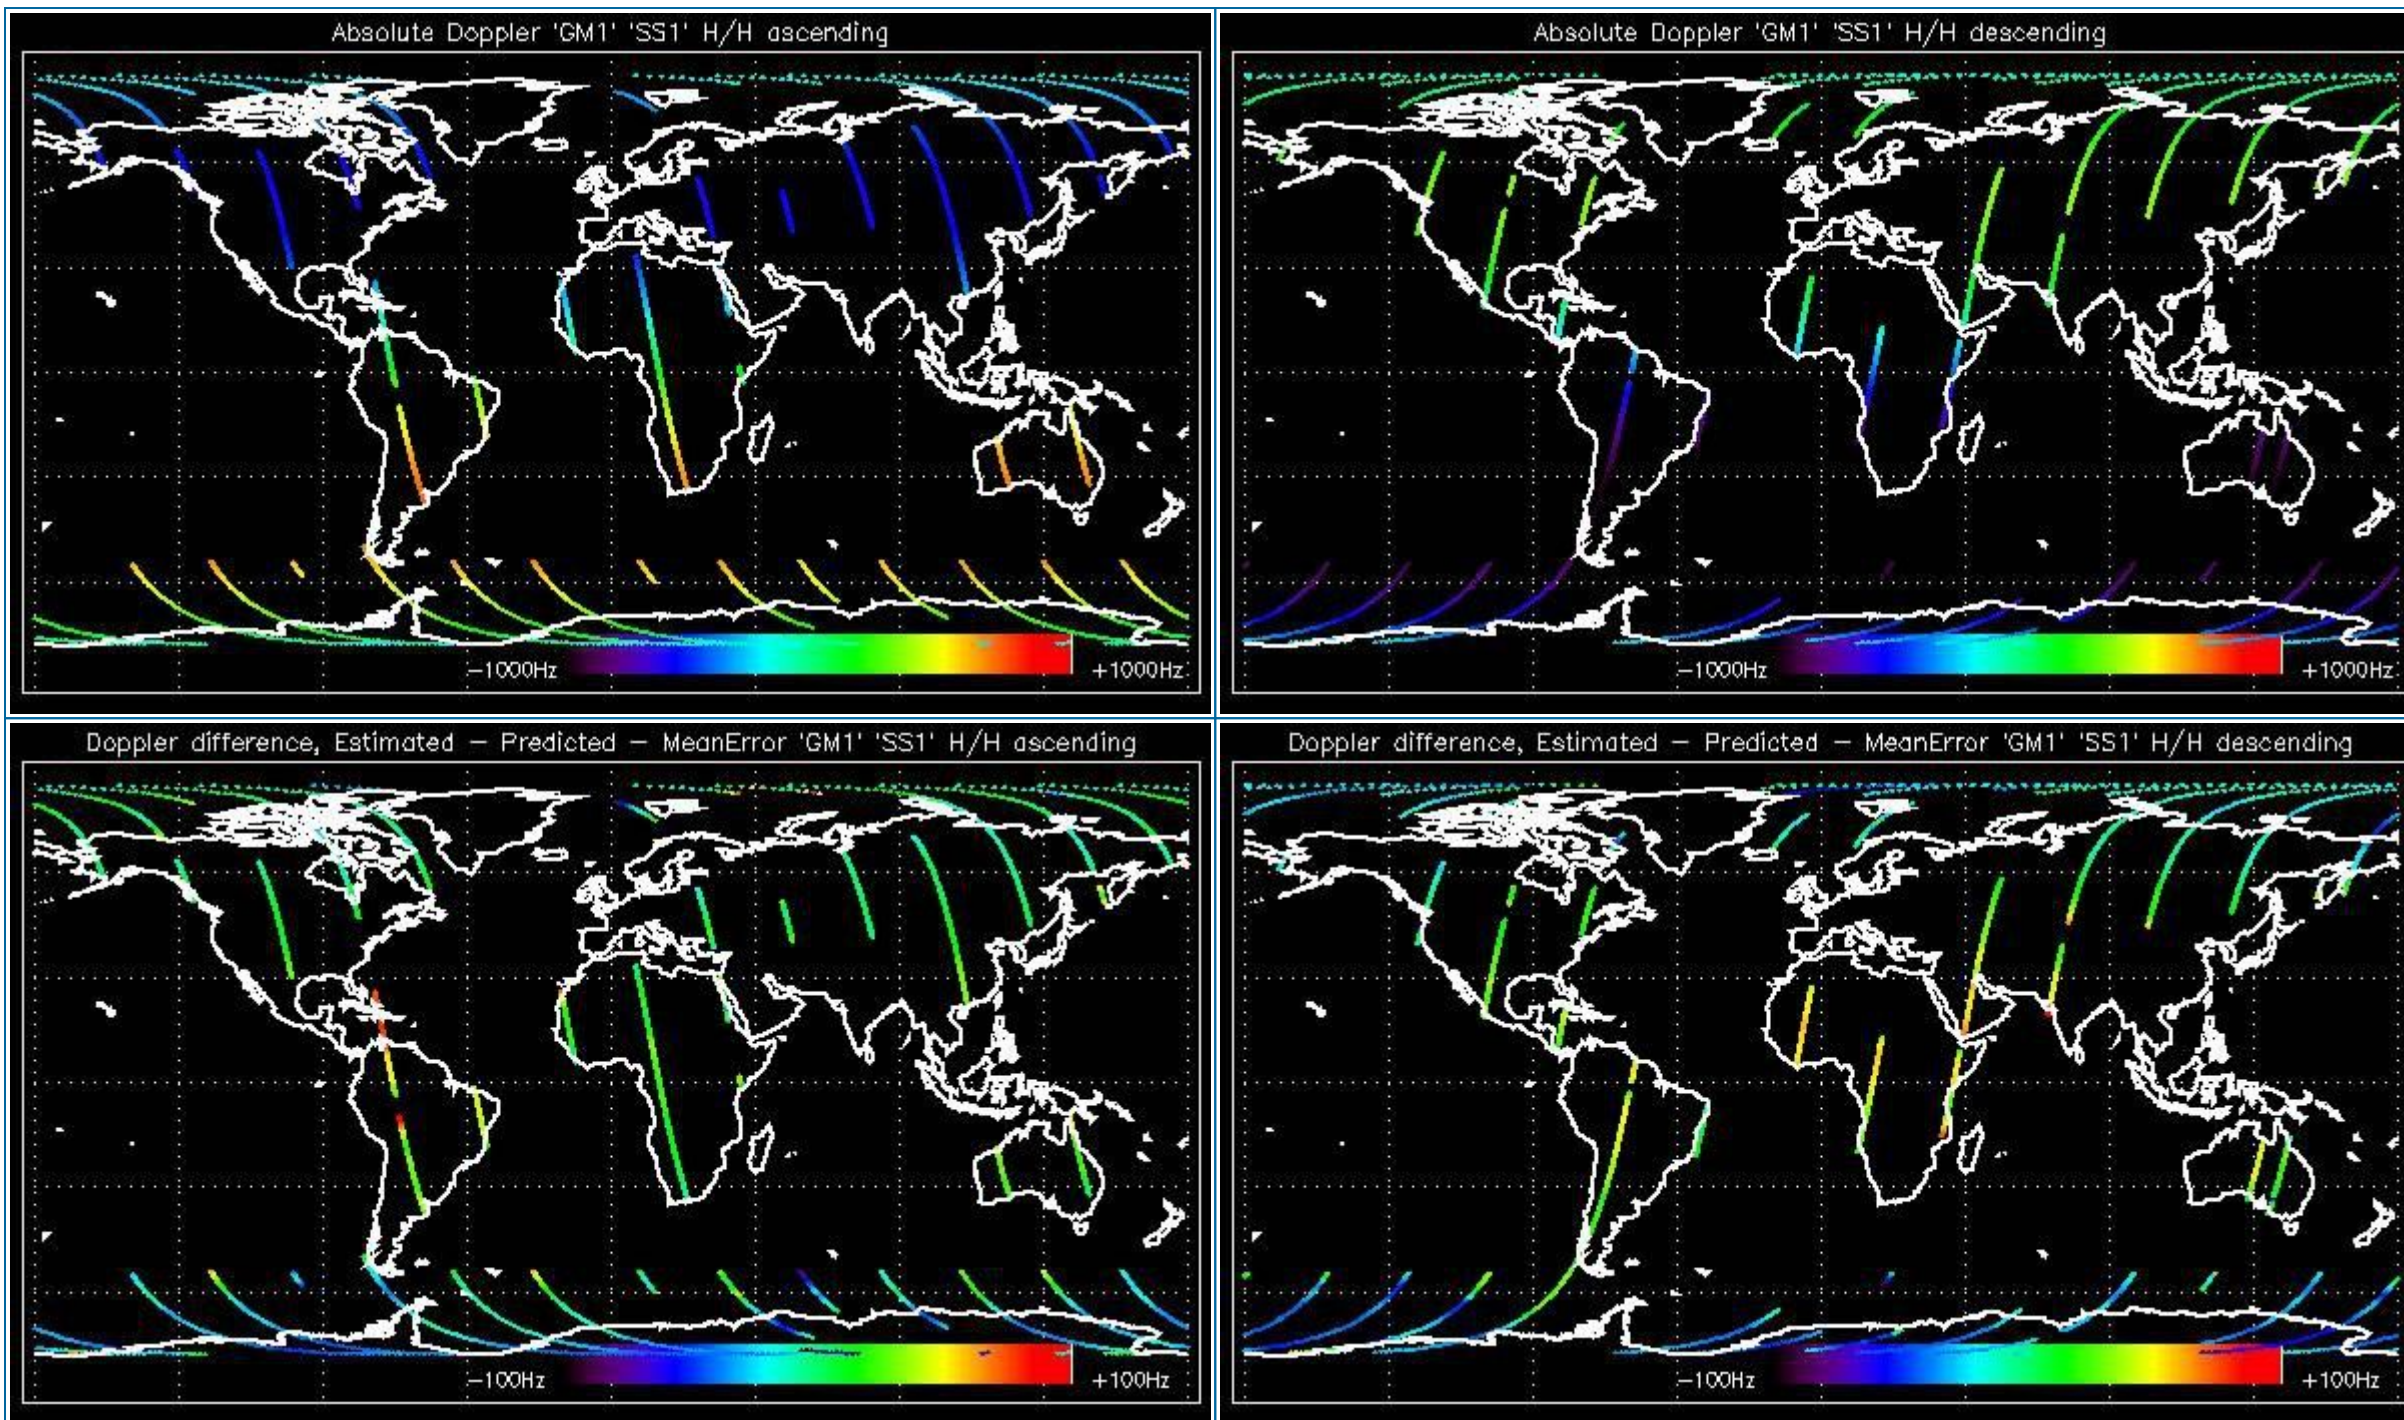 Absolute Doppler 'GM1' 'SS1' H/H ascending
-1000Hz
+1000Hz
Absolute Doppler 'GM1' 'SS1' H/H descending
-1000Hz
+1000Hz
Doppler difference, Estimated - Predicted - MeanError 'GM1' 'SS1' H/H ascending
-100Hz
+100Hz
Doppler difference, Estimated - Predicted - MeanError 'GM1' 'SS1' H/H descending
-100Hz
+100Hz